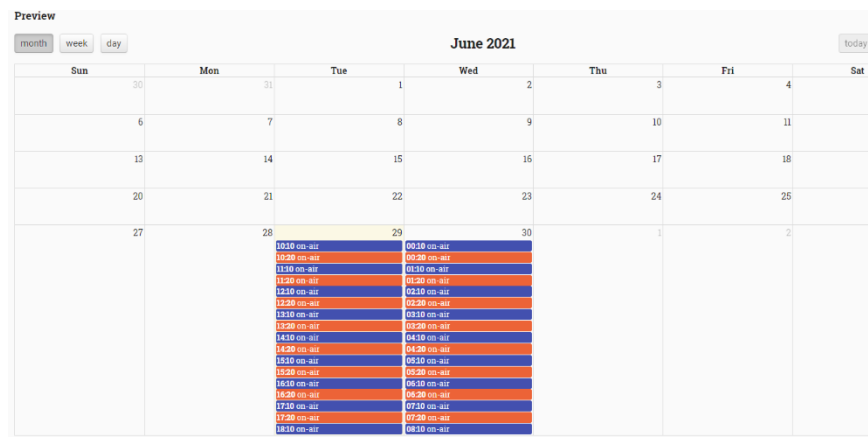 Preview
month week day June 2021 today
Sun Mon Tue Wed Thu Fri Sat
30 31 1 2 3 4
6 7 8 9 10 11
13 14 15 16 17 18
20 21 22 23 24 25
27 28 29 30 1 2
10:10 on-air 00:10 on-air
10:20 on-air 00:20 on-air
11:10 on-air 01:10 on-air
11:20 on-air 01:20 on-air
12:10 on-air 02:10 on-air
12:20 on-air 02:20 on-air
13:10 on-air 03:10 on-air
13:20 on-air 03:20 on-air
14:10 on-air 04:10 on-air
14:20 on-air 04:20 on-air
15:10 on-air 05:10 on-air
15:20 on-air 05:20 on-air
16:10 on-air 06:10 on-air
16:20 on-air 06:20 on-air
17:10 on-air 07:10 on-air
17:20 on-air 07:20 on-air
18:10 on-air 08:10 on-air